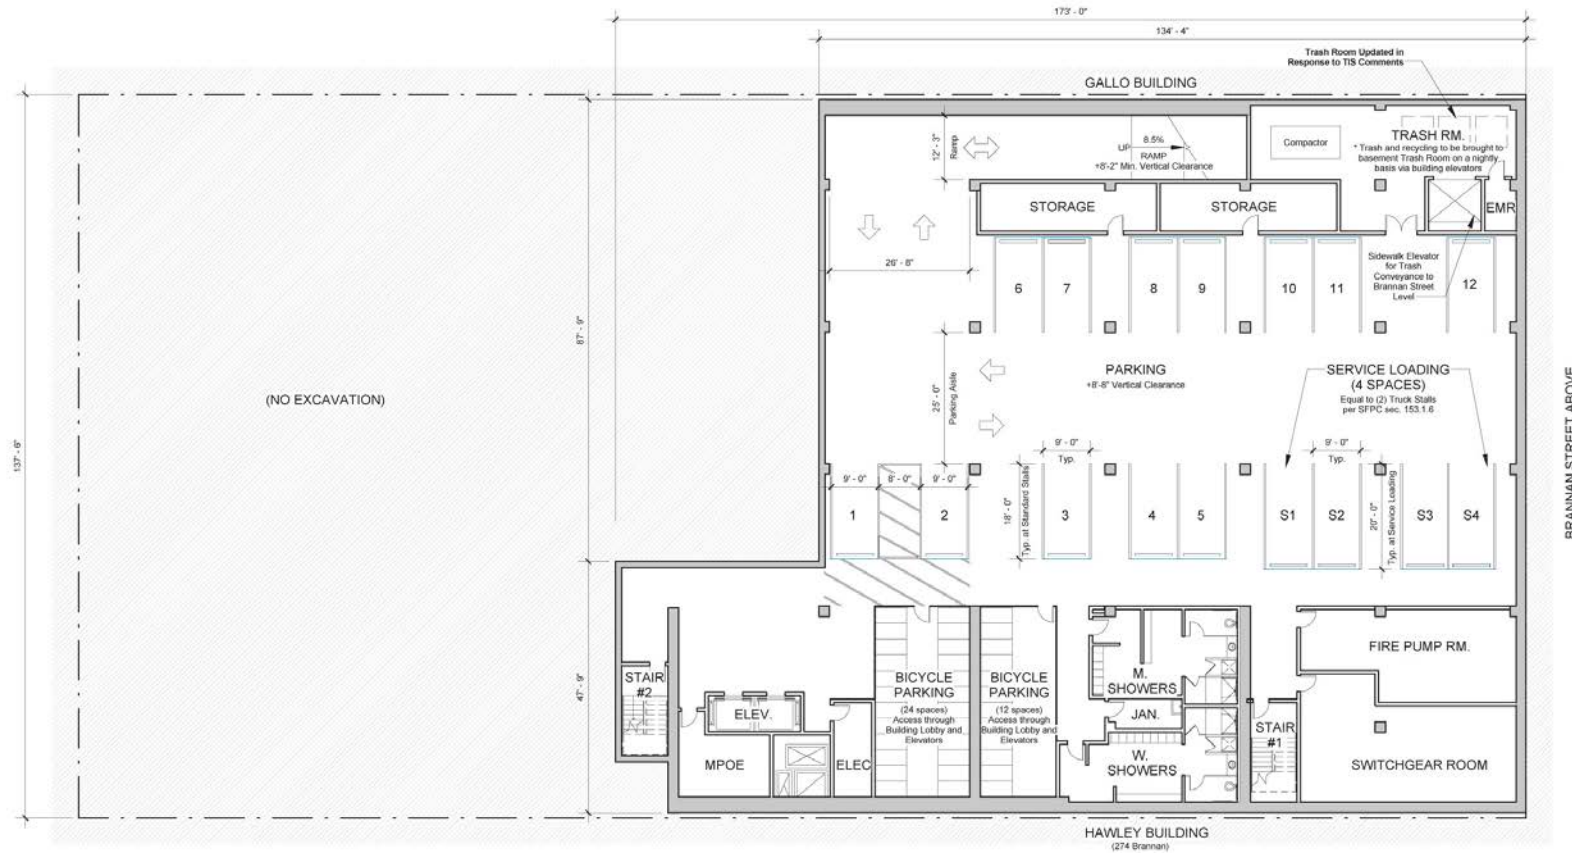 173' - 0"
134' - 4"
Trash Room Updated in
Response to TIS Comments
GALLO BUILDING
12' - 3"
Ramp
UP
8.5%
RAMP
+8'-2" Min. Vertical Clearance
Compactor
TRASH RM.
* Trash and recycling to be brought to
basement Trash Room on a nightly
basis via building elevators
STORAGE
STORAGE
EMR
26' - 8"
Sidewalk Elevator
for Trash
Conveyance to
Brannan Street
Level
6
7
8
9
10
11
12
137' - 6"
87' - 9"
(NO EXCAVATION)
25' - 0"
Parking Aisle
PARKING
+8'-8" Vertical Clearance
SERVICE LOADING
(4 SPACES)
Equal to (2) Truck Stalls
per SFPC sec. 153.1.6
BRANNAN STREET ABOVE
9' - 0"
Typ.
9' - 0"
Typ.
9' - 0"
8' - 0"
9' - 0"
18' - 0"
Typ. at Standard Stalls
20' - 0"
Typ. at Service Loading
1
2
3
4
5
S1
S2
S3
S4
47' - 9"
STAIR
#2
ELEV.
MPOE
ELEC
BICYCLE
PARKING
(24 spaces)
Access through
Building Lobby and
Elevators
BICYCLE
PARKING
(12 spaces)
Access through
Building Lobby and
Elevators
M.
SHOWERS
JAN.
W.
SHOWERS
STAIR
#1
FIRE PUMP RM.
SWITCHGEAR ROOM
HAWLEY BUILDING
(274 Brannan)